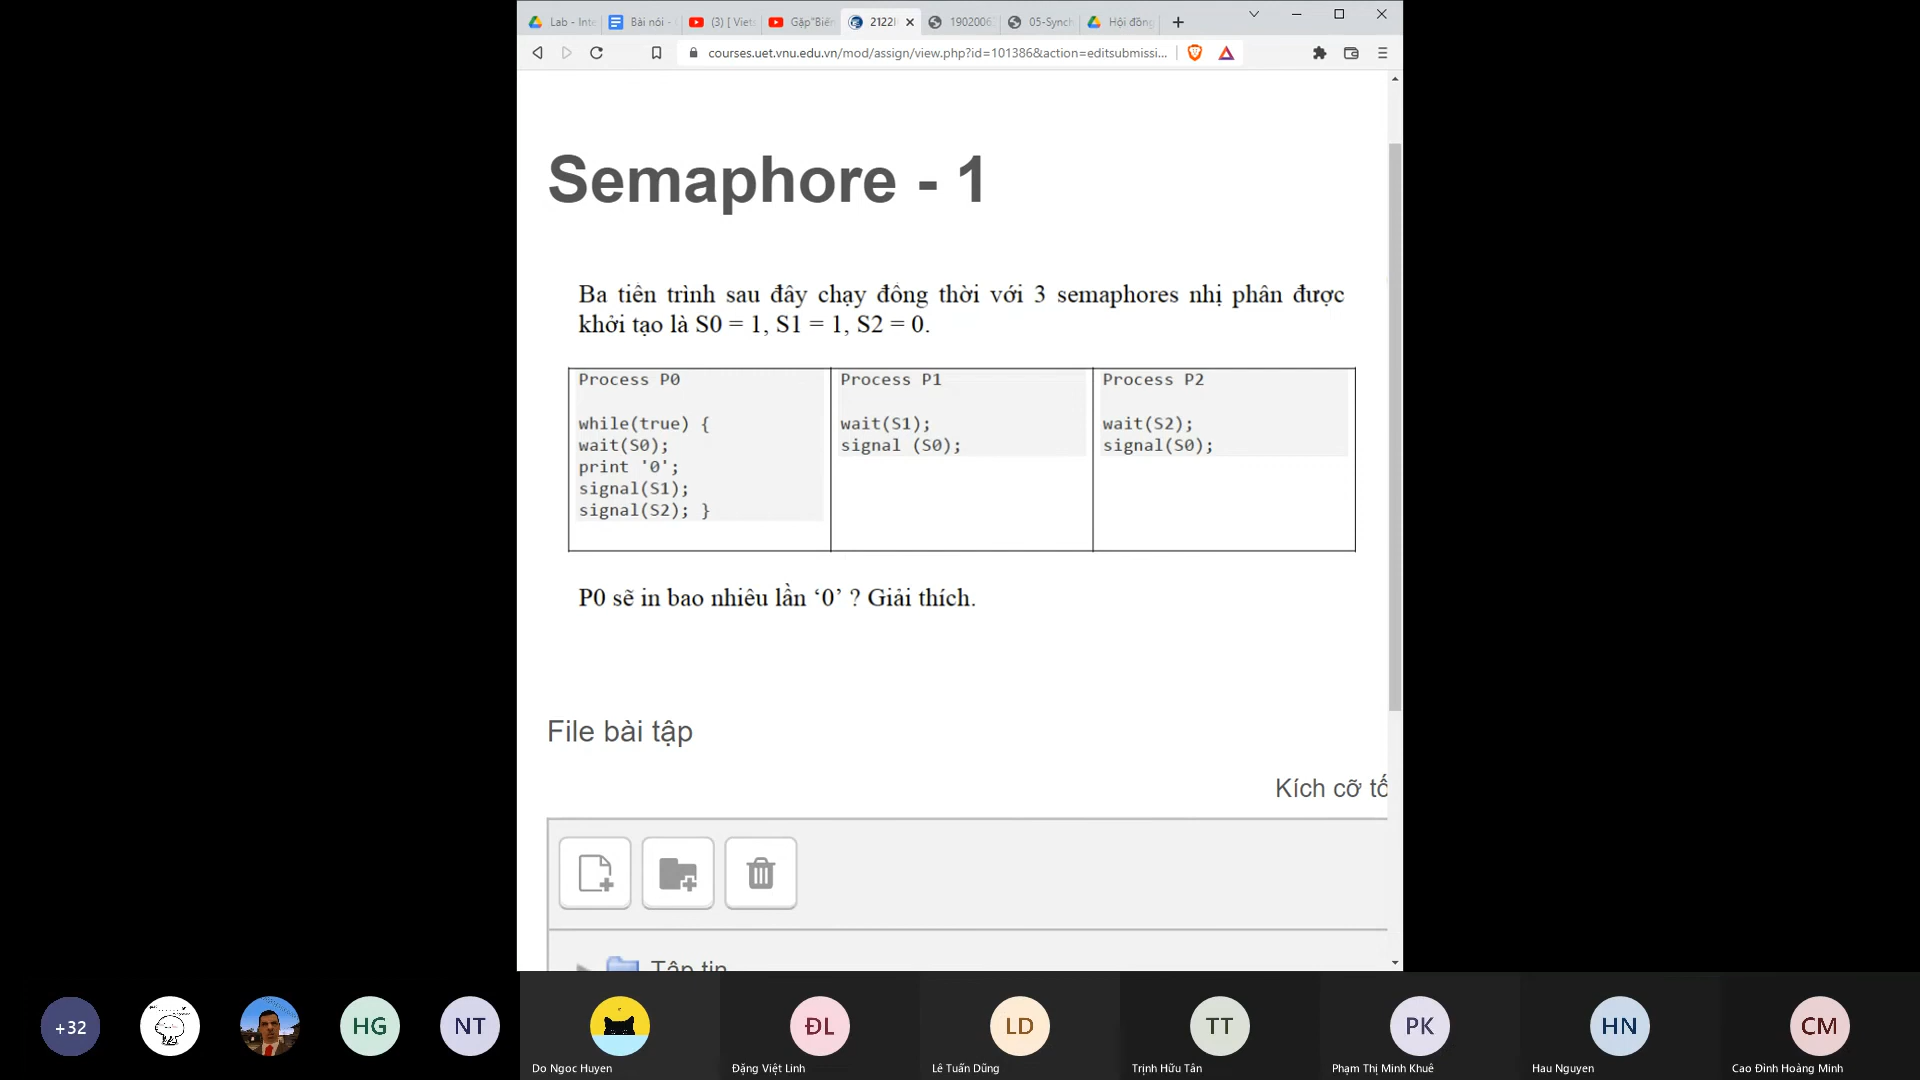 Lab - Inte
Bài nói -
(3) [ Viet
Gặp"Biến
2122I
1902006
05-Synch
Hội đồng
courses.uet.vnu.edu.vn/mod/assign/view.php?id=101386&action=editsubmissi...
Semaphore - 1
Ba tiến trình sau đây chạy đồng thời với 3 semaphores nhị phân được
khởi tạo là S0 = 1, S1 = 1, S2 = 0.
Process P0
while(true) {
wait(S0);
print '0';
signal(S1);
signal(S2); }
Process P1
wait(S1);
signal (S0);
Process P2
wait(S2);
signal(S0);
P0 sẽ in bao nhiêu lần ‘0’ ? Giải thích.
File bài tập
Kích cỡ tố
Tập tin
+32
HG
NT
Do Ngoc Huyen
ĐL
Đặng Việt Linh
LD
Lê Tuấn Dũng
TT
Trịnh Hữu Tân
PK
Phạm Thị Minh Khuê
HN
Hau Nguyen
CM
Cao Đình Hoàng Minh